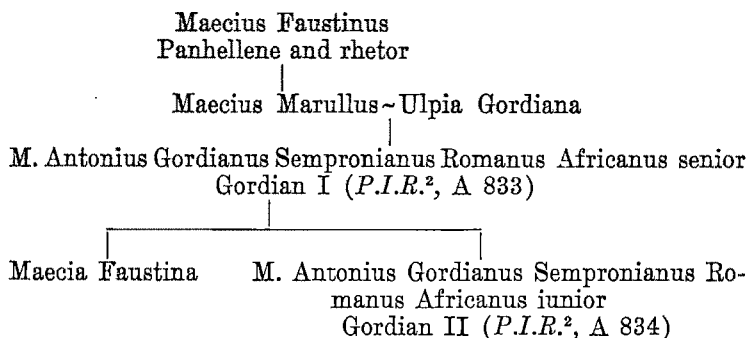 Maecius Faustinus
Panhellene and rhetor
Maecius Marullus ~ Ulpia Gordiana
M. Antonius Gordianus Sempronianus Romanus Africanus senior
Gordian I (P.I.R.², A 833)
Maecia Faustina M. Antonius Gordianus Sempronianus Ro-
manus Africanus iunior
Gordian II (P.I.R.², A 834)